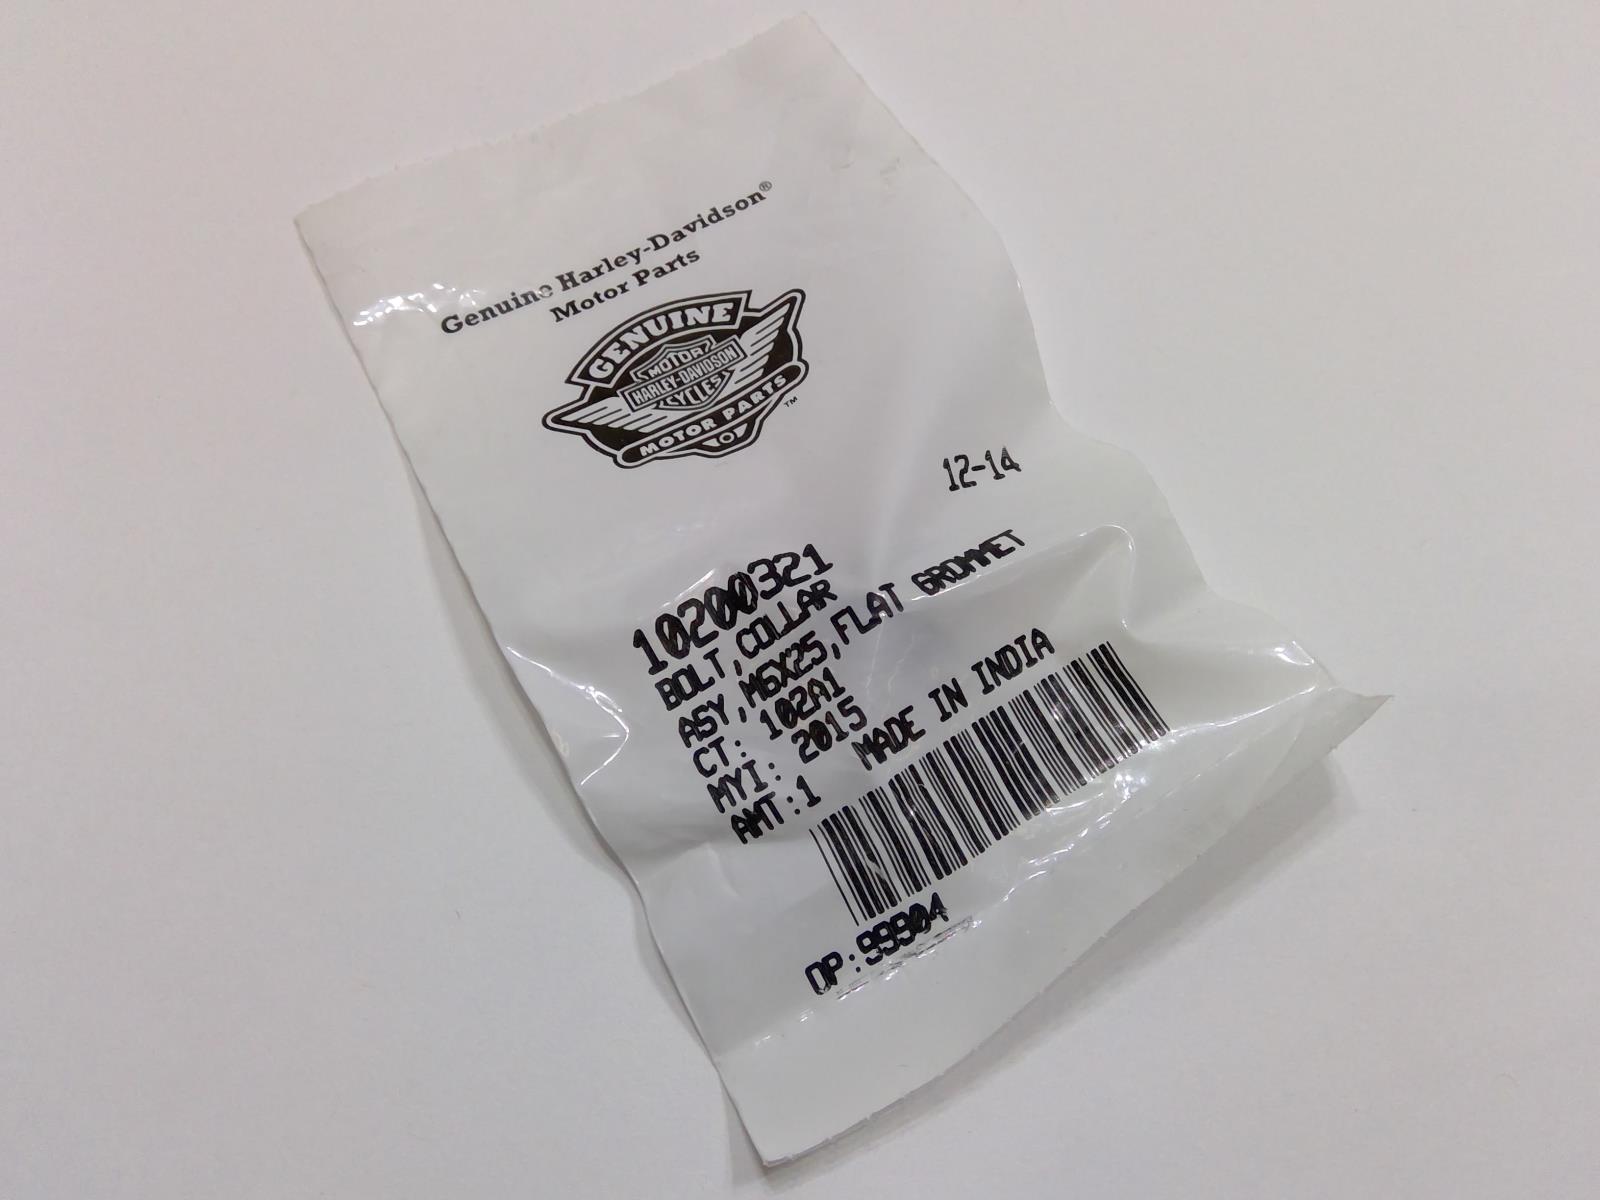 Genuine Harley-Davidson®
Motor Parts
GENUINE
MOTOR
HARLEY-DAVIDSON
CYCLES
MOTOR PARTS
™
12-14
10200321
BOLT,COLLAR
ASY,M6X25,FLAT GROMMET
CT: 102A1
MYI: 2015
AMT:1 MADE IN INDIA
OP:99904